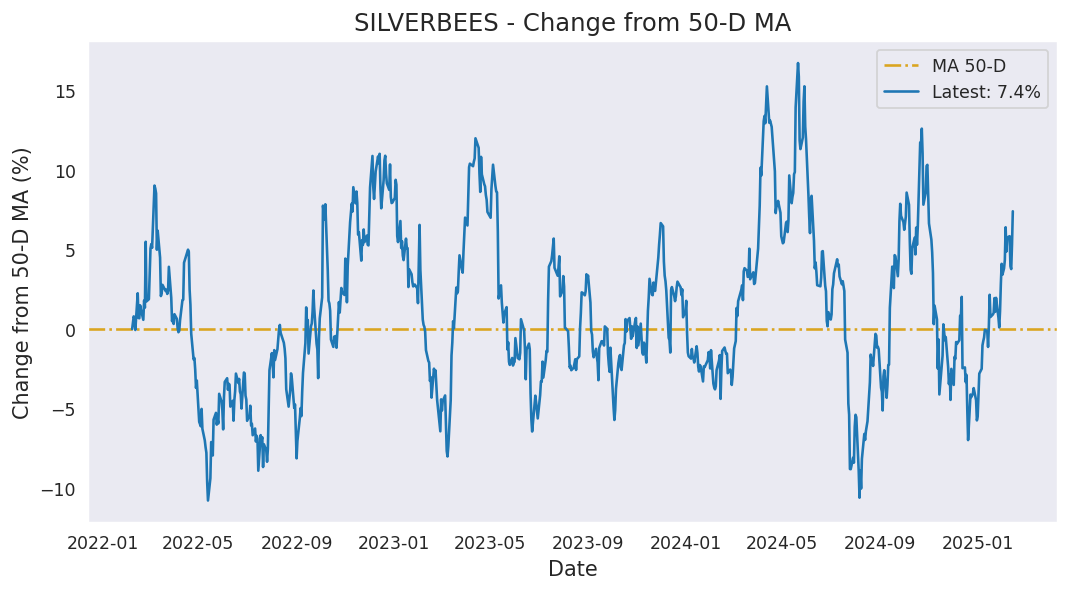 SILVERBEES - Change from 50-D MA
MA 50-D
Latest: 7.4%
Change from 50-D MA (%)
15
10
5
0
−5
−10
2022-01 2022-05 2022-09 2023-01 2023-05 2023-09 2024-01 2024-05 2024-09 2025-01
Date